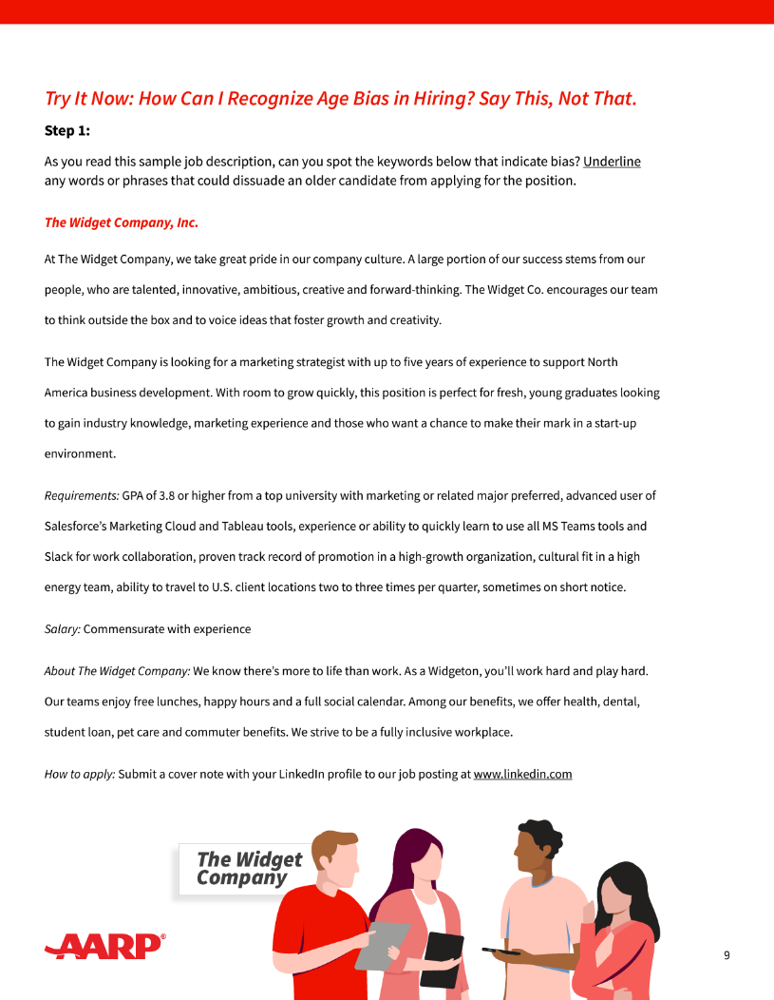 Try It Now: How Can I Recognize Age Bias in Hiring? Say This, Not That.
Step 1:
As you read this sample job description, can you spot the keywords below that indicate bias? Underline
any words or phrases that could dissuade an older candidate from applying for the position.
The Widget Company, Inc.
At The Widget Company, we take great pride in our company culture. A large portion of our success stems from our
people, who are talented, innovative, ambitious, creative and forward-thinking. The Widget Co. encourages our team
to think outside the box and to voice ideas that foster growth and creativity.
The Widget Company is looking for a marketing strategist with up to five years of experience to support North
America business development. With room to grow quickly, this position is perfect for fresh, young graduates looking
to gain industry knowledge, marketing experience and those who want a chance to make their mark in a start-up
environment.
Requirements: GPA of 3.8 or higher from a top university with marketing or related major preferred, advanced user of
Salesforce's Marketing Cloud and Tableau tools, experience or ability to quickly learn to use all MS Teams tools and
Slack for work collaboration, proven track record of promotion in a high-growth organization, cultural fit in a high
energy team, ability to travel to U.S. client locations two to three times per quarter, sometimes on short notice.
Salary: Commensurate with experience
About The Widget Company: We know there's more to life than work. As a Widgeton, you'll work hard and play hard.
Our teams enjoy free lunches, happy hours and a full social calendar. Among our benefits, we offer health, dental,
student loan, pet care and commuter benefits. We strive to be a fully inclusive workplace.
How to apply: Submit a cover note with your LinkedIn profile to our job posting at www.linkedin.com
The Widget
Company
AARP®
9